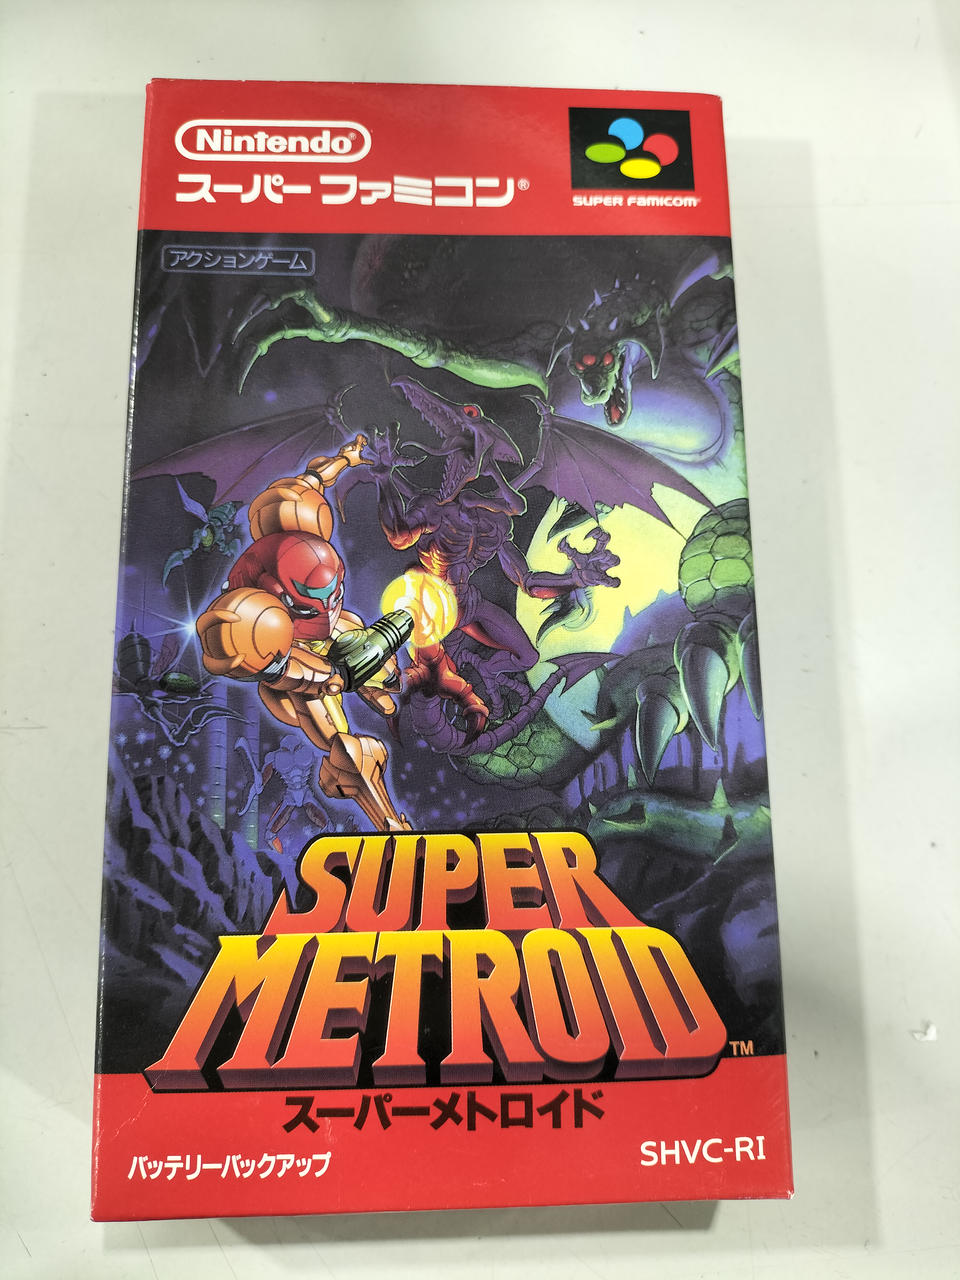 Nintendo®
スーパーファミコン®
SUPER FAMICOM
アクションゲーム
SUPER
METROID™
スーパーメトロイド
バッテリーバックアップ
SHVC-RI